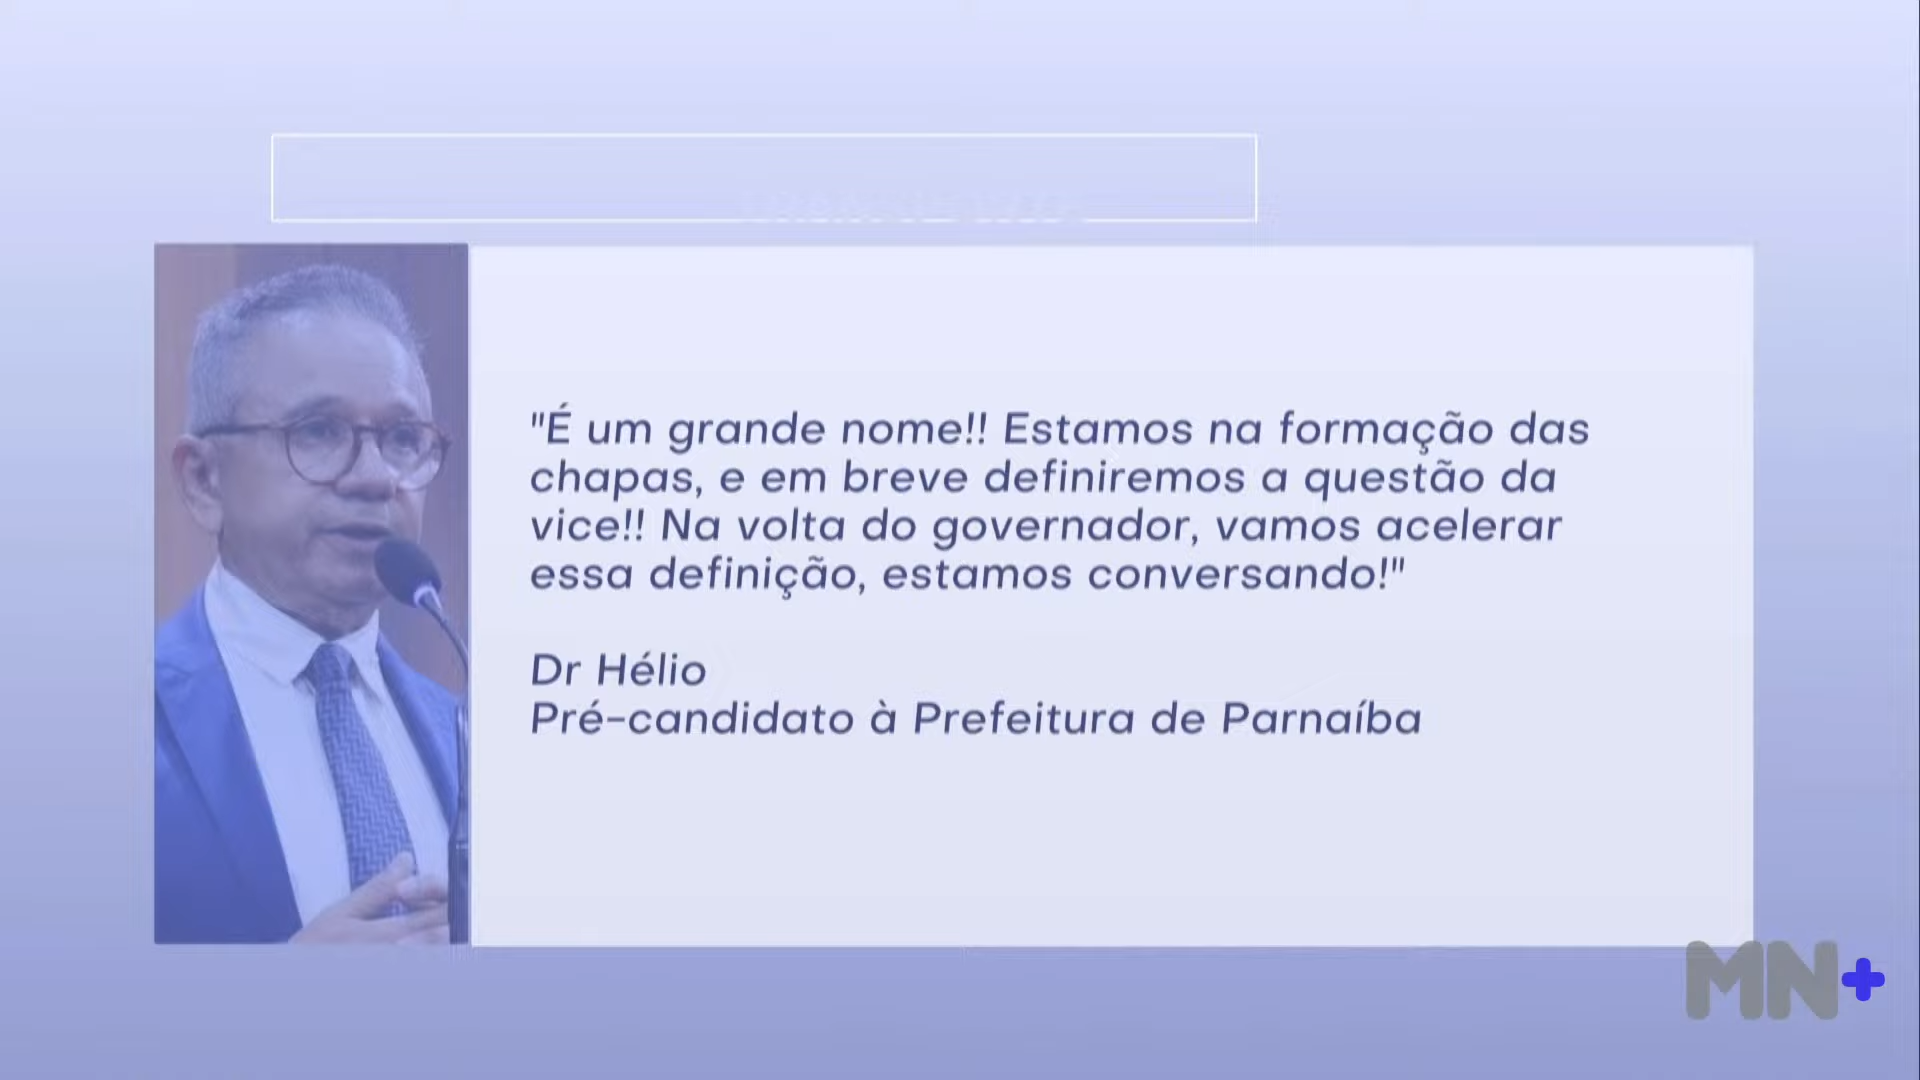 "É um grande nome!! Estamos na formação das
chapas, e em breve definiremos a questão da
vice!! Na volta do governador, vamos acelerar
essa definição, estamos conversando!"
Dr Hélio
Pré-candidato à Prefeitura de Parnaíba
MN+